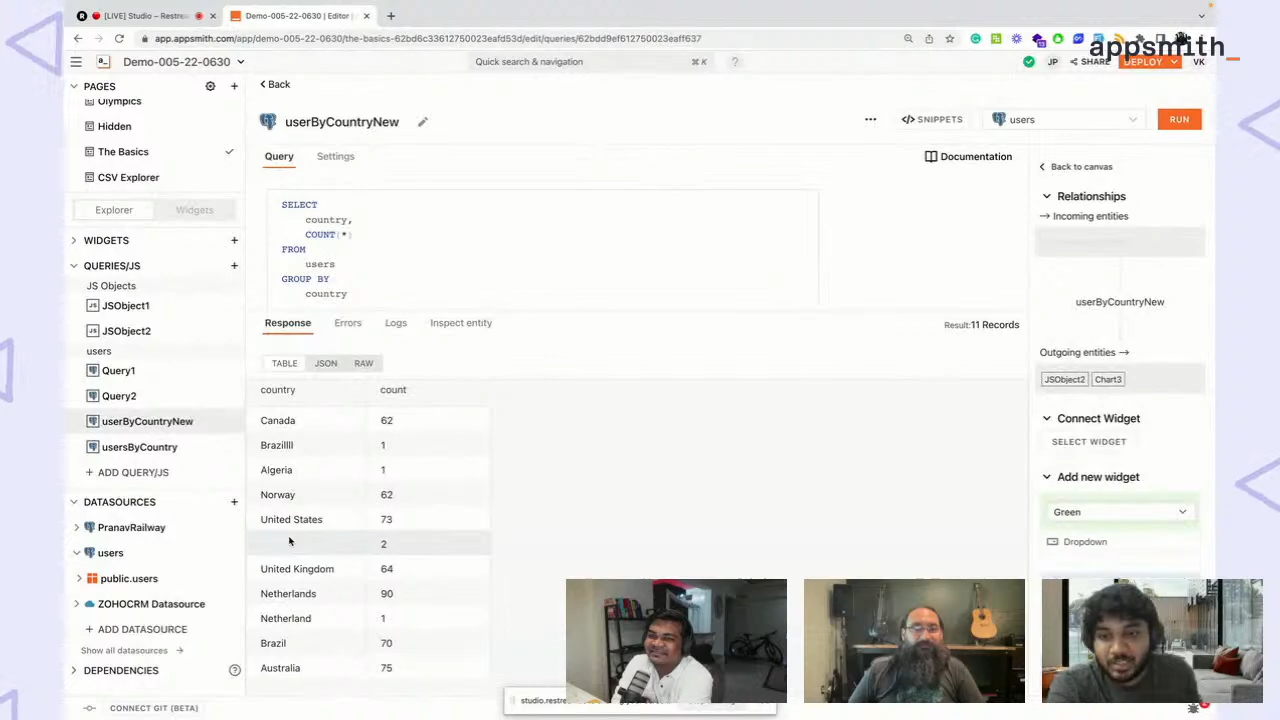 [LIVE] Studio – Restre
Demo-005-22-0630 | Editor |
app.appsmith.com/app/demo-005-22-0630/the-basics-62bd6c33612750023eafd53d/edit/queries/62bdd9ef612750023eaff637
appsmith_
Demo-005-22-0630
Quick search & navigation
⌘ K
?
JP
SHARE
DEPLOY
VK
PAGES
Olympics
Hidden
The Basics
CSV Explorer
Explorer
Widgets
WIDGETS
QUERIES/JS
JS Objects
JSObject1
JSObject2
users
Query1
Query2
userByCountryNew
usersByCountry
+ ADD QUERY/JS
DATASOURCES
PranavRailway
users
public.users
ZOHOCRM Datasource
+ ADD DATASOURCE
Show all datasources
DEPENDENCIES
CONNECT GIT (BETA)
Back
userByCountryNew
SNIPPETS
users
RUN
Query
Settings
Documentation
SELECT
country,
COUNT(*)
FROM
users
GROUP BY
country
Response
Errors
Logs
Inspect entity
Result:11 Records
TABLE
JSON
RAW
country count
Canada 62
Brazillll 1
Algeria 1
Norway 62
United States 73
2
United Kingdom 64
Netherlands 90
Netherland 1
Brazil 70
Australia 75
Back to canvas
Relationships
Incoming entities
userByCountryNew
Outgoing entities
JSObject2
Chart3
Connect Widget
SELECT WIDGET
Add new widget
Green
Dropdown
studio.restre